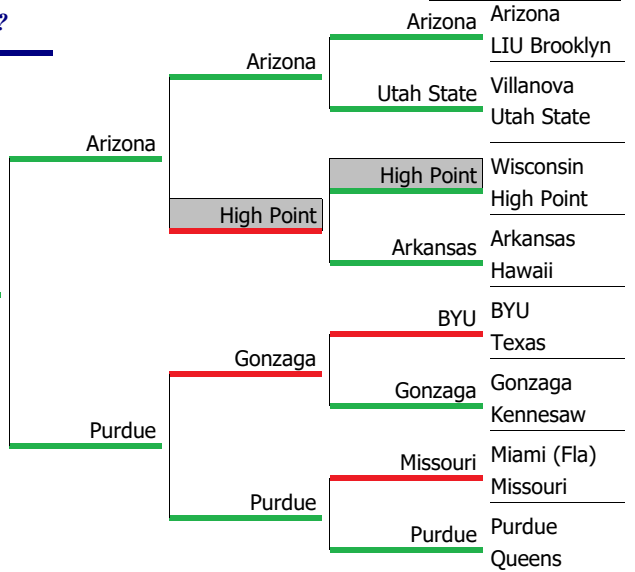 ?
Arizona
LIU Brooklyn
Villanova
Utah State
Wisconsin
High Point
Arkansas
Hawaii
BYU
Texas
Gonzaga
Kennesaw
Miami (Fla)
Missouri
Purdue
Queens
Arizona
Utah State
High Point
Arkansas
BYU
Gonzaga
Missouri
Purdue
Arizona
High Point
Gonzaga
Purdue
Arizona
Purdue